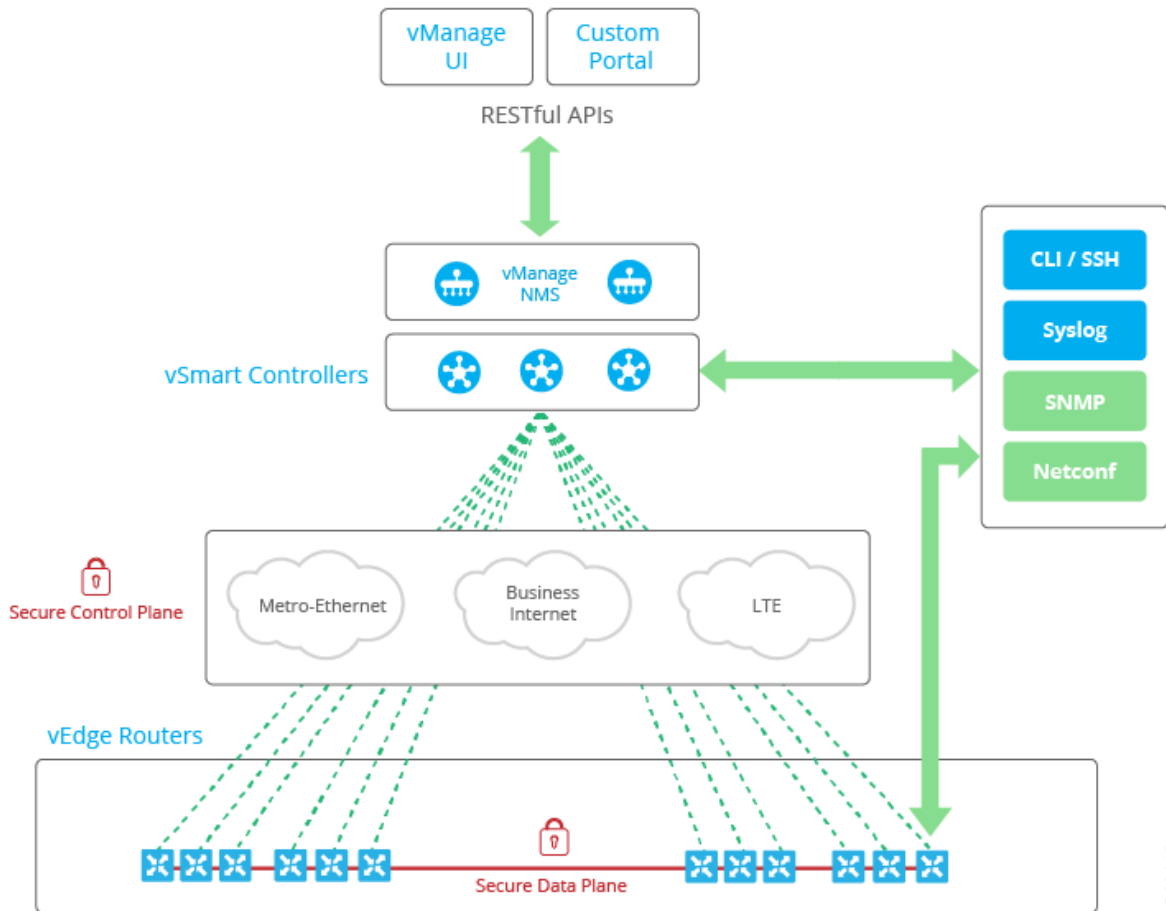 vManage
UI
Custom
Portal
RESTful APIs
vManage
NMS
vSmart Controllers
CLI / SSH
Syslog
SNMP
Netconf
Secure Control Plane
Metro-Ethernet
Business
Internet
LTE
vEdge Routers
Secure Data Plane